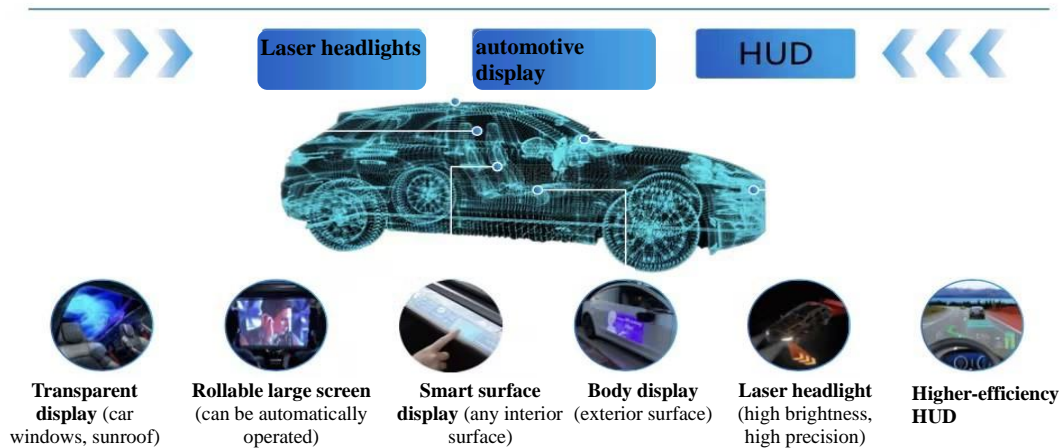 Laser headlights
automotive
display
HUD
Transparent
display (car
windows, sunroof)
Rollable large screen
(can be automatically
operated)
Smart surface
display (any interior
surface)
Body display
(exterior surface)
Laser headlight
(high brightness,
high precision)
Higher-efficiency
HUD